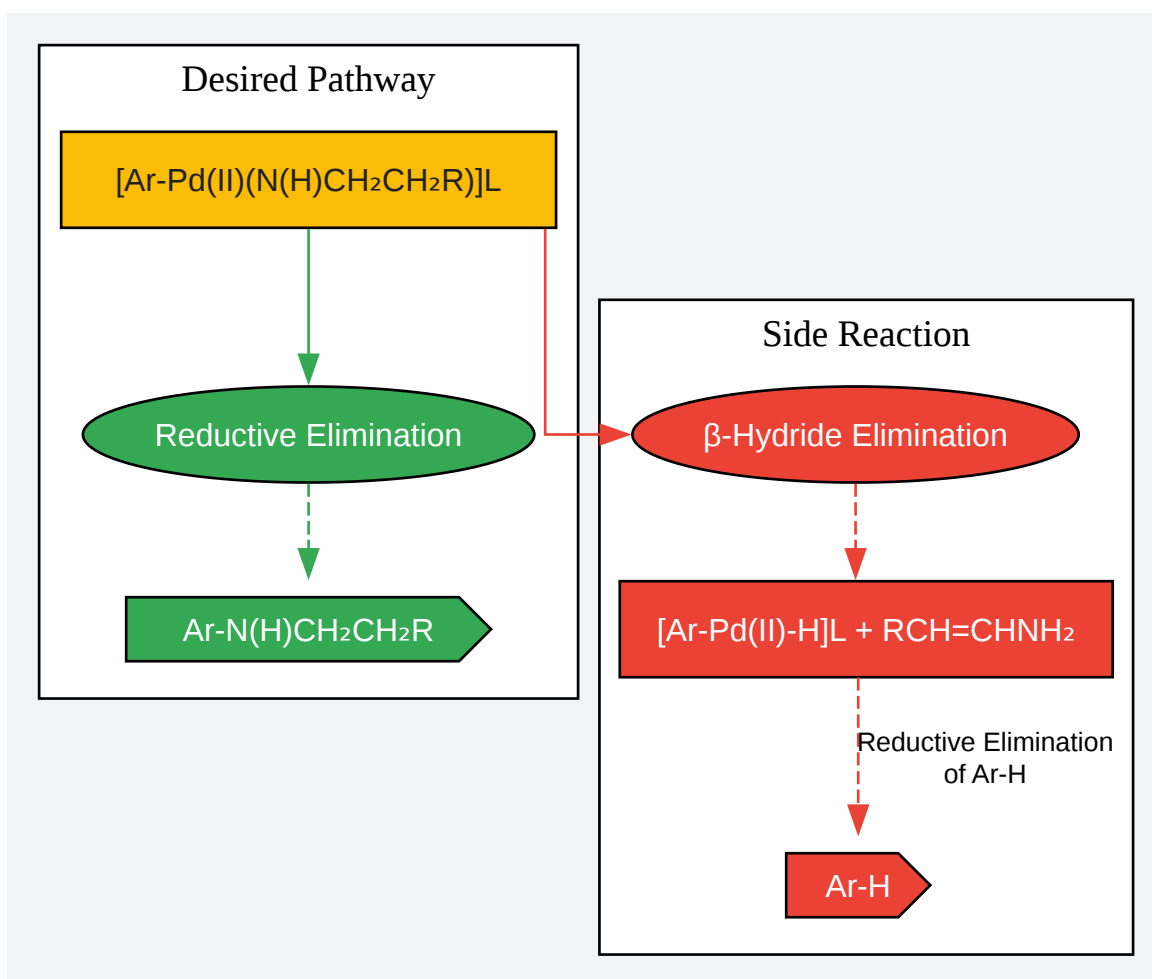 Desired Pathway
[Ar-Pd(II)(N(H)CH₂CH₂R)]L
Reductive Elimination
Ar-N(H)CH₂CH₂R
Side Reaction
β-Hydride Elimination
[Ar-Pd(II)-H]L + RCH=CHNH₂
Reductive Elimination
of Ar-H
Ar-H